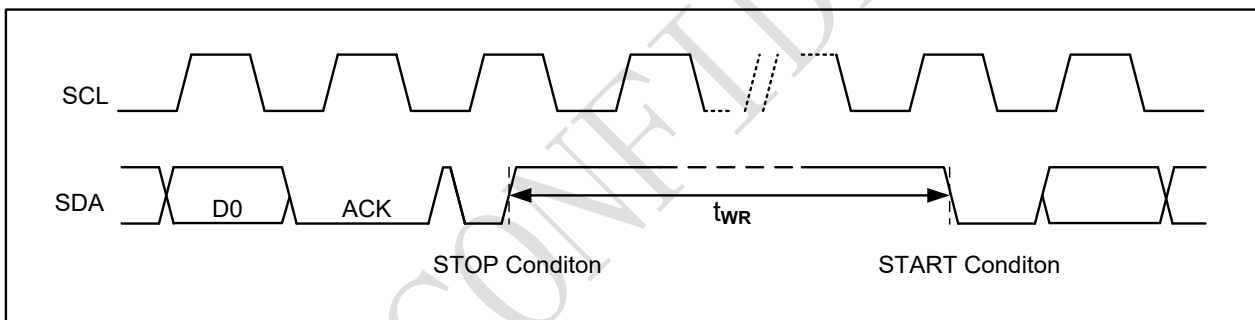 SCL
SDA
D0
ACK
tWR
STOP Conditon
START Conditon